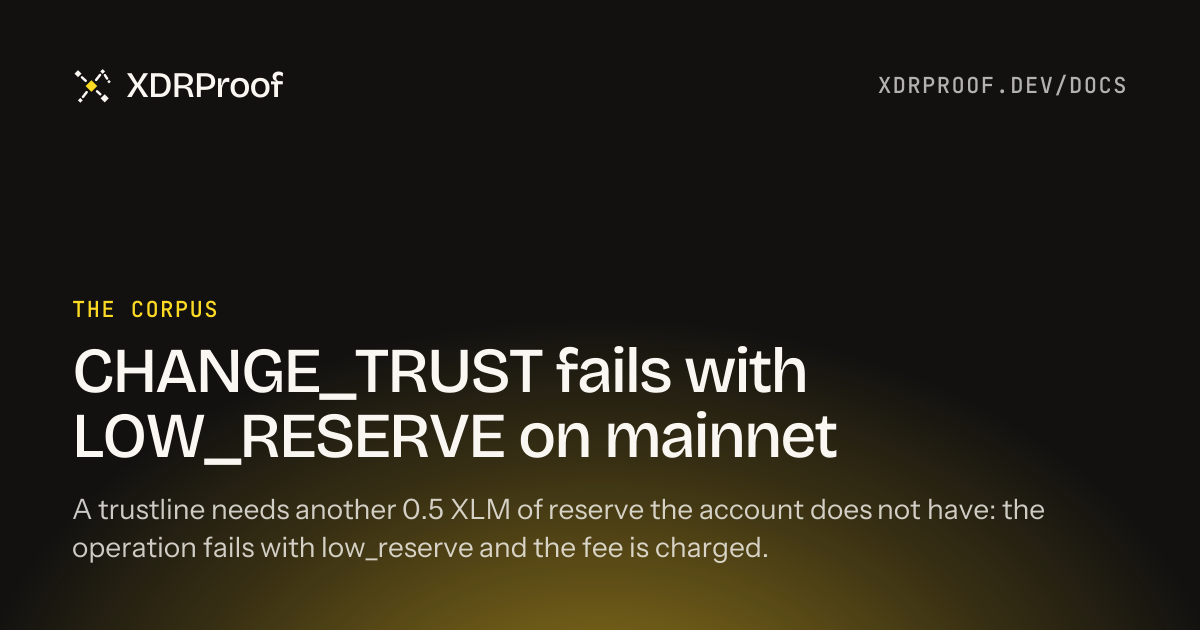 XDRProof
XDRPROOF.DEV/DOCS
THE CORPUS
CHANGE_TRUST fails with
LOW_RESERVE on mainnet
A trustline needs another 0.5 XLM of reserve the account does not have: the
operation fails with low_reserve and the fee is charged.